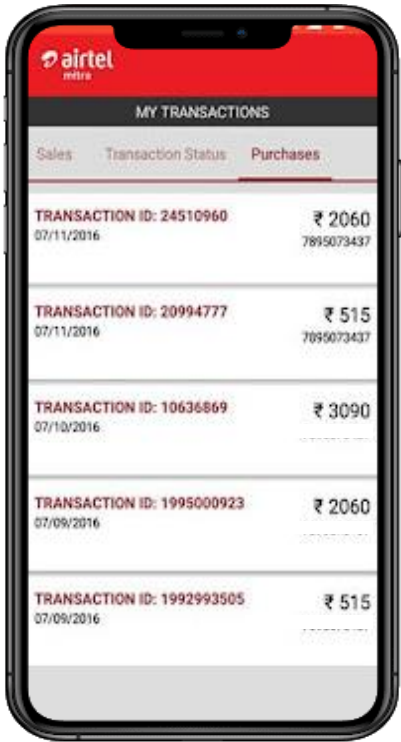 airtel
mitra
MY TRANSACTIONS
Sales Transaction Status Purchases
TRANSACTION ID: 24510960 ₹ 2060
07/11/2016 7895073437
TRANSACTION ID: 20994777 ₹ 515
07/11/2016 7895073437
TRANSACTION ID: 10636869 ₹ 3090
07/10/2016
TRANSACTION ID: 1995000923 ₹ 2060
07/09/2016
TRANSACTION ID: 1992993505 ₹ 515
07/09/2016